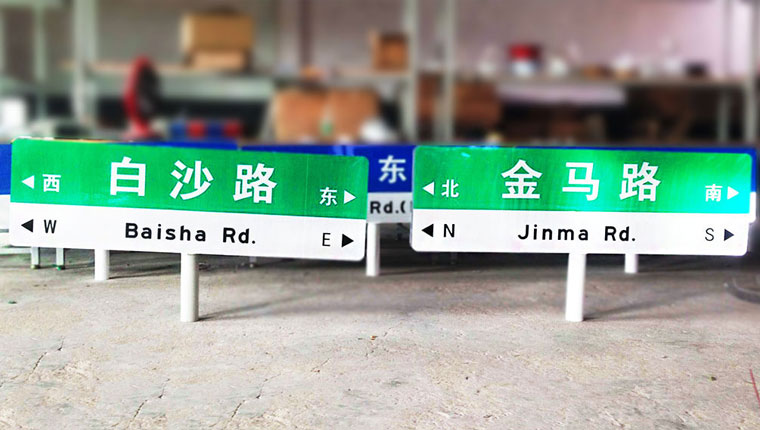 ◀ 西 白沙路 东 ▶
◀ W Baisha Rd. E ▶
东
Rd.(
◀ 北 金马路 南 ▶
◀ N Jinma Rd. S ▶